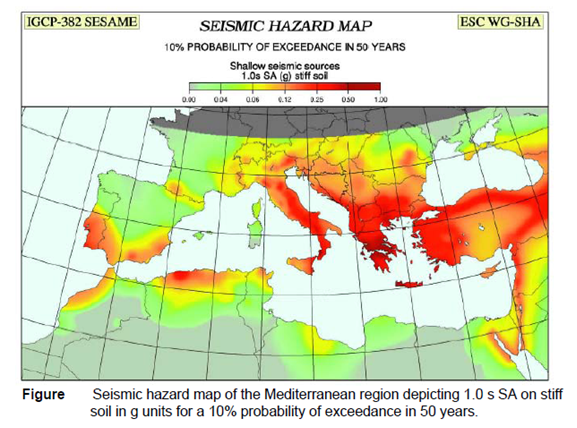 IGCP-382 SESAME
SEISMIC HAZARD MAP
ESC WG-SHA
10% PROBABILITY OF EXCEEDANCE IN 50 YEARS
Shallow seismic sources
1.0s SA (g) stiff soil
0.00 0.04 0.06 0.12 0.25 0.50 1.00
Figure Seismic hazard map of the Mediterranean region depicting 1.0 s SA on stiff
soil in g units for a 10% probability of exceedance in 50 years.